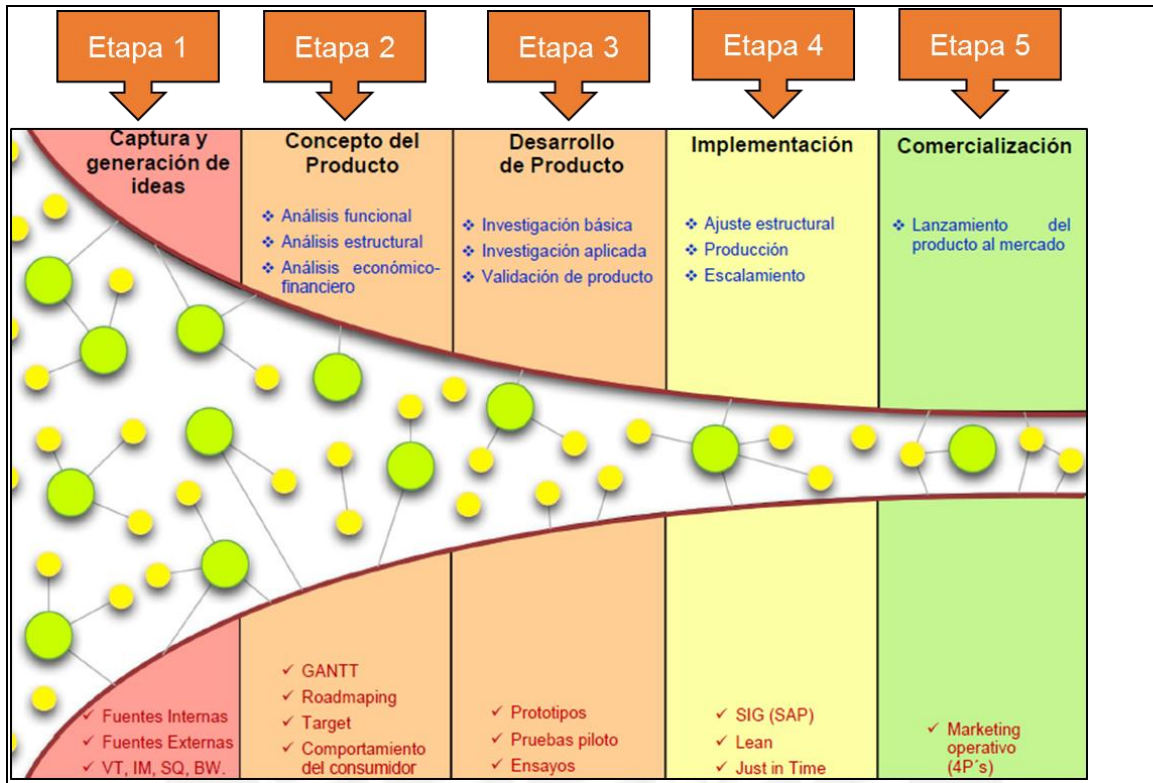 Etapa 1
Etapa 2
Etapa 3
Etapa 4
Etapa 5
Captura y
generación de
ideas
Concepto del
Producto
❖ Análisis funcional
❖ Análisis estructural
❖ Análisis económico-
financiero
Desarrollo
de Producto
❖ Investigación básica
❖ Investigación aplicada
❖ Validación de producto
Implementación
❖ Ajuste estructural
❖ Producción
❖ Escalamiento
Comercialización
❖ Lanzamiento del
producto al mercado
✓ Fuentes Internas
✓ Fuentes Externas
✓ VT, IM, SQ, BW.
✓ GANTT
✓ Roadmaping
✓ Target
✓ Comportamiento
del consumidor
✓ Prototipos
✓ Pruebas piloto
✓ Ensayos
✓ SIG (SAP)
✓ Lean
✓ Just in Time
✓ Marketing
operativo
(4P´s)